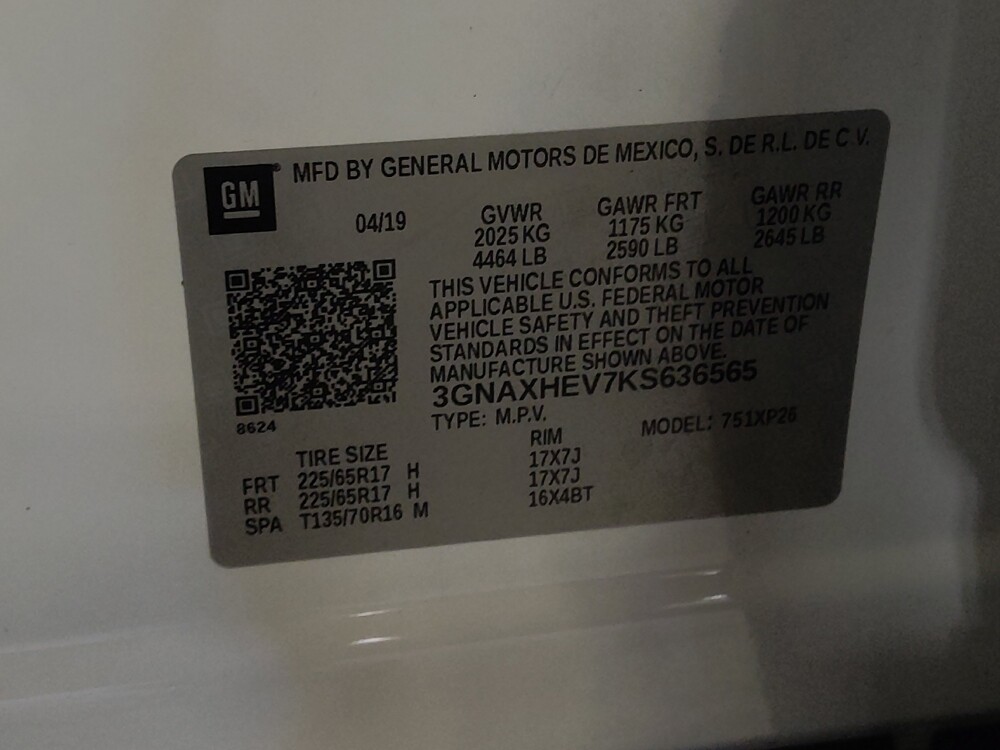 GM MFD BY GENERAL MOTORS DE MEXICO, S. DE R.L. DE C.V.
04/19 GVWR GAWR FRT GAWR RR
2025 KG 1175 KG 1200 KG
4464 LB 2590 LB 2645 LB
THIS VEHICLE CONFORMS TO ALL
APPLICABLE U.S. FEDERAL MOTOR
VEHICLE SAFETY AND THEFT PREVENTION
STANDARDS IN EFFECT ON THE DATE OF
MANUFACTURE SHOWN ABOVE.
3GNAXHEV7KS636565
8624 TYPE: M.P.V. MODEL: 751XP26
TIRE SIZE RIM
FRT 225/65R17 H 17X7J
RR 225/65R17 H 17X7J
SPA T135/70R16 M 16X4BT